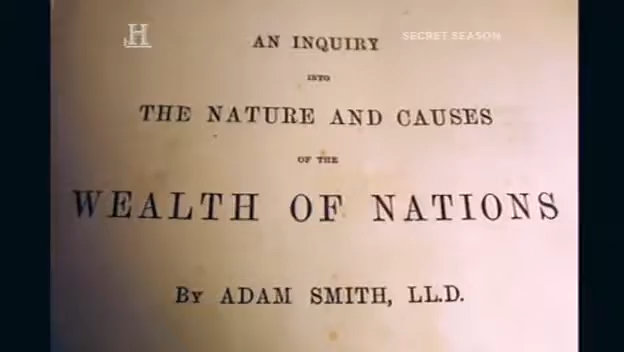 H
SECRET SEASON
AN INQUIRY
INTO
THE NATURE AND CAUSES
OF THE
WEALTH OF NATIONS
BY ADAM SMITH, LL.D.